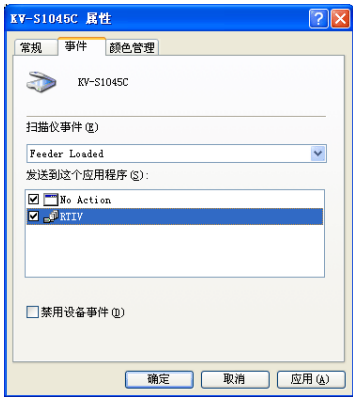 KV-S1045C 属性
常规 事件 颜色管理
KV-S1045C
扫描仪事件(E)
Feeder Loaded
发送到这个应用程序(S):
No Action
RTIV
禁用设备事件(D)
确定 取消 应用(A)